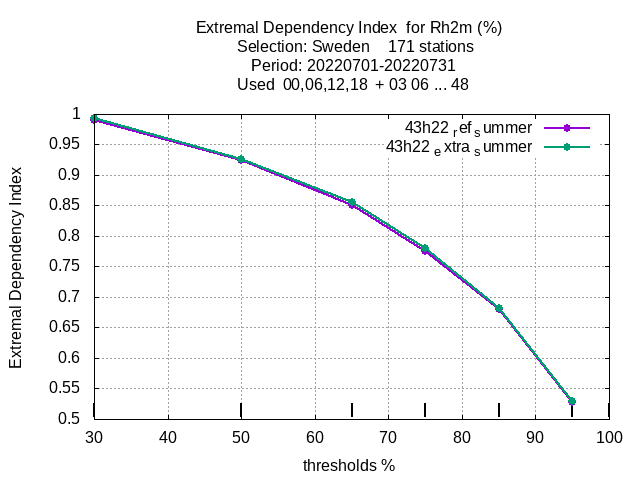 Extremal Dependency Index  for Rh2m (%)
Selection: Sweden    171 stations
Period: 20220701-20220731
Used  00,06,12,18  + 03 06 ... 48
43h22 ref summer
43h22 extra summer
Extremal Dependency Index
1
0.95
0.9
0.85
0.8
0.75
0.7
0.65
0.6
0.55
0.5
30 40 50 60 70 80 90 100
thresholds %